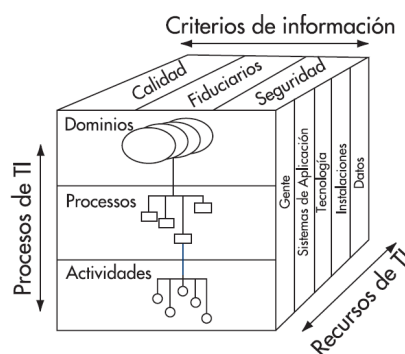 Criterios de información
Calidad
Fiduciarios
Seguridad
Procesos de TI
Dominios
Processos
Actividades
Gente
Sistemas de Aplicación
Tecnología
Instalaciones
Datos
Recursos de TI